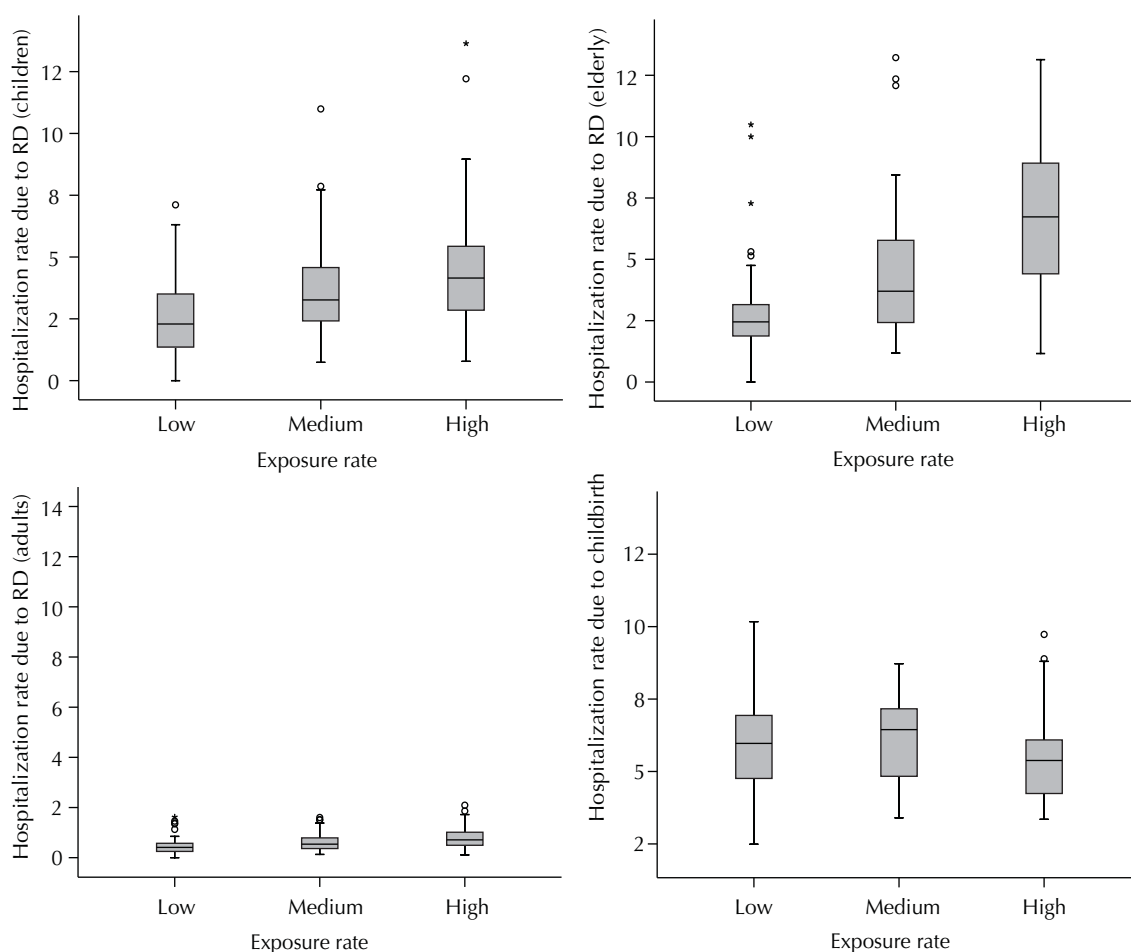 Hospitalization rate due to RD (children)
12
10
8
5
2
0
Low Medium High
Exposure rate
Hospitalization rate due to RD (elderly)
12
10
8
5
2
0
Low Medium High
Exposure rate
Hospitalization rate due to RD (adults)
14
12
10
8
6
4
2
0
Low Medium High
Exposure rate
Hospitalization rate due to childbirth
12
10
8
5
2
Low Medium High
Exposure rate